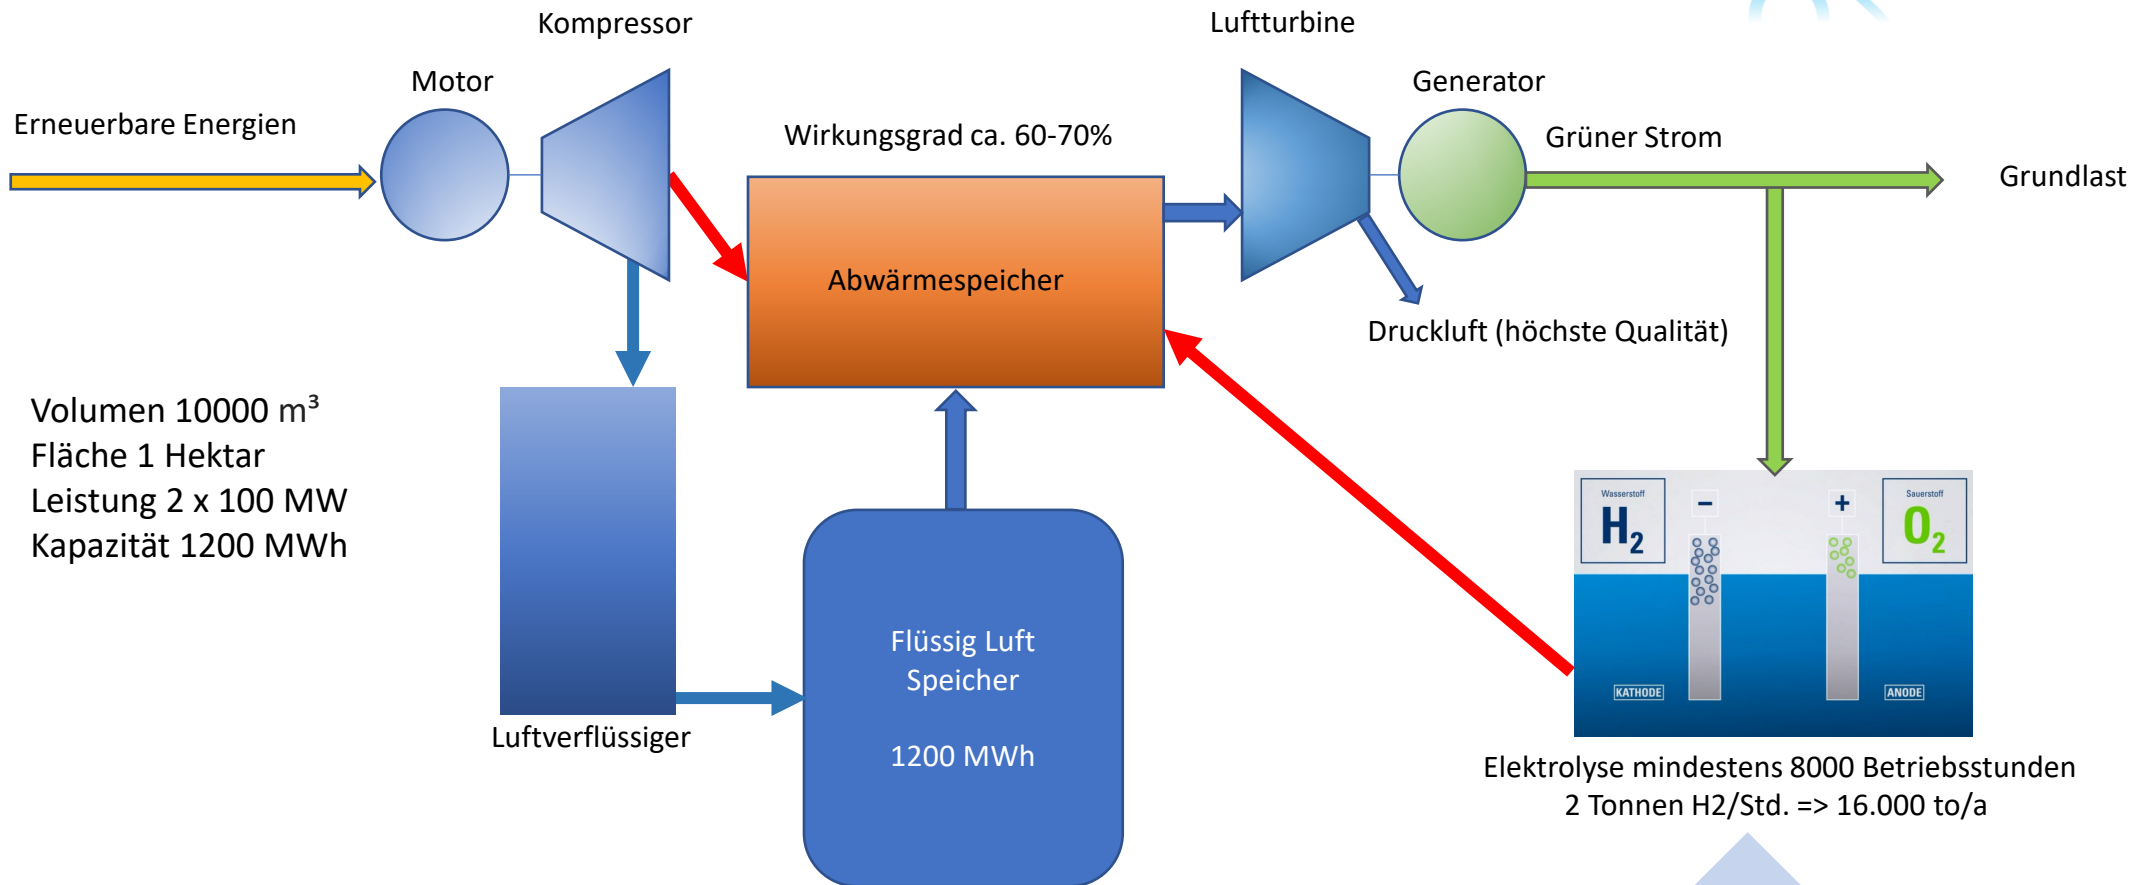 Kompressor
Luftturbine
Motor
Generator
Erneuerbare Energien
Wirkungsgrad ca. 60-70%
Grüner Strom
Grundlast
Abwärmespeicher
Druckluft (höchste Qualität)
Volumen 10000 m³
Fläche 1 Hektar
Leistung 2 x 100 MW
Kapazität 1200 MWh
Wasserstoff
H₂
−
+
Sauerstoff
O₂
KATHODE
ANODE
Flüssig Luft
Speicher
1200 MWh
Luftverflüssiger
Elektrolyse mindestens 8000 Betriebsstunden
2 Tonnen H2/Std. => 16.000 to/a